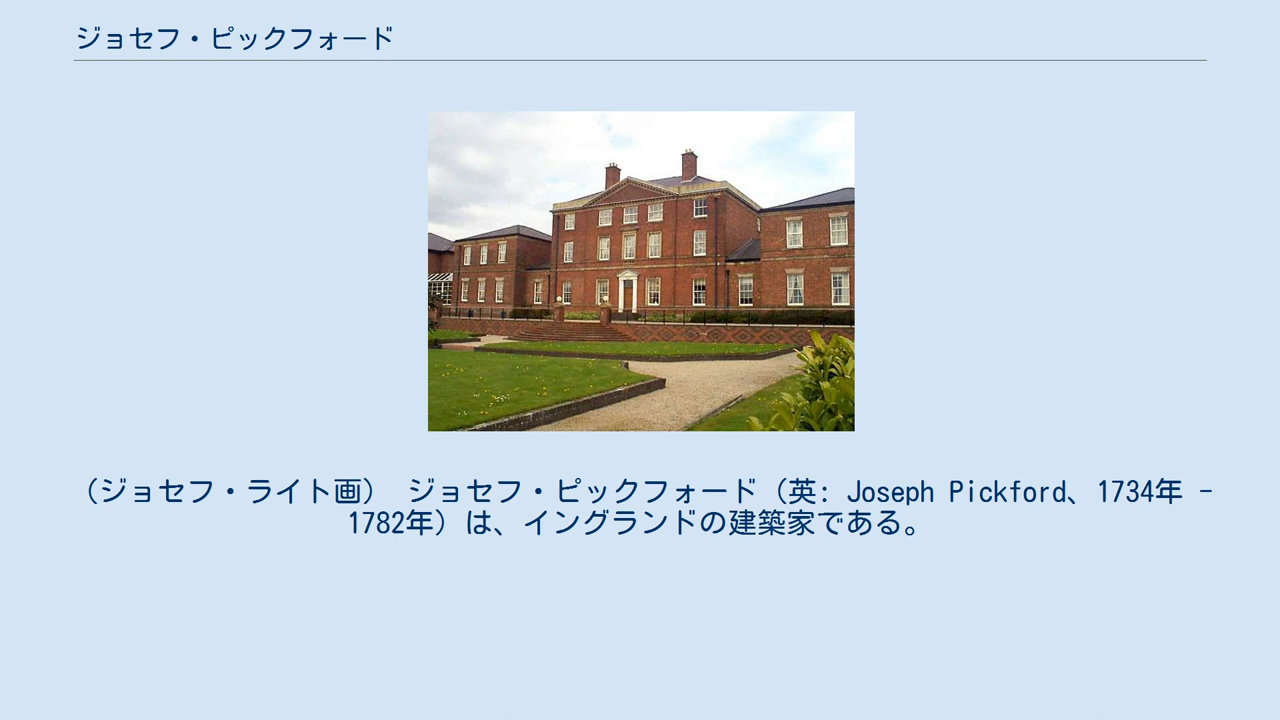 ジョセフ・ピックフォード
（ジョセフ・ライト画） ジョセフ・ピックフォード（英: Joseph Pickford、1734年 -
1782年）は、イングランドの建築家である。